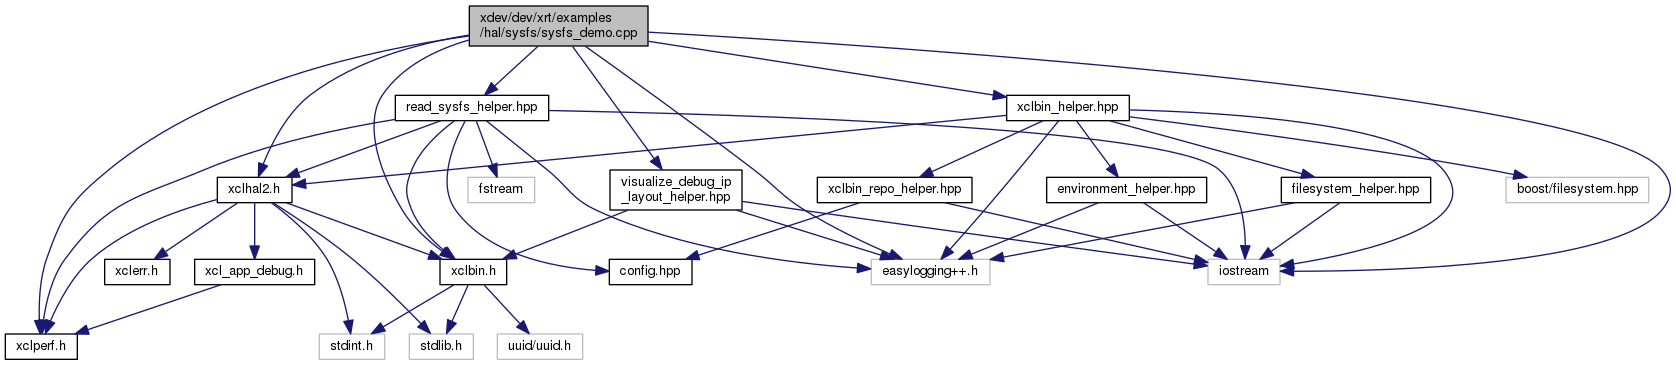 xdev/dev/xrt/examples
/hal/sysfs/sysfs_demo.cpp
read_sysfs_helper.hpp
xclbin_helper.hpp
xclhal2.h
fstream
visualize_debug_ip
_layout_helper.hpp
xclbin_repo_helper.hpp
environment_helper.hpp
filesystem_helper.hpp
boost/filesystem.hpp
xclerr.h
xcl_app_debug.h
xclbin.h
config.hpp
easylogging++.h
iostream
xclperf.h
stdint.h
stdlib.h
uuid/uuid.h